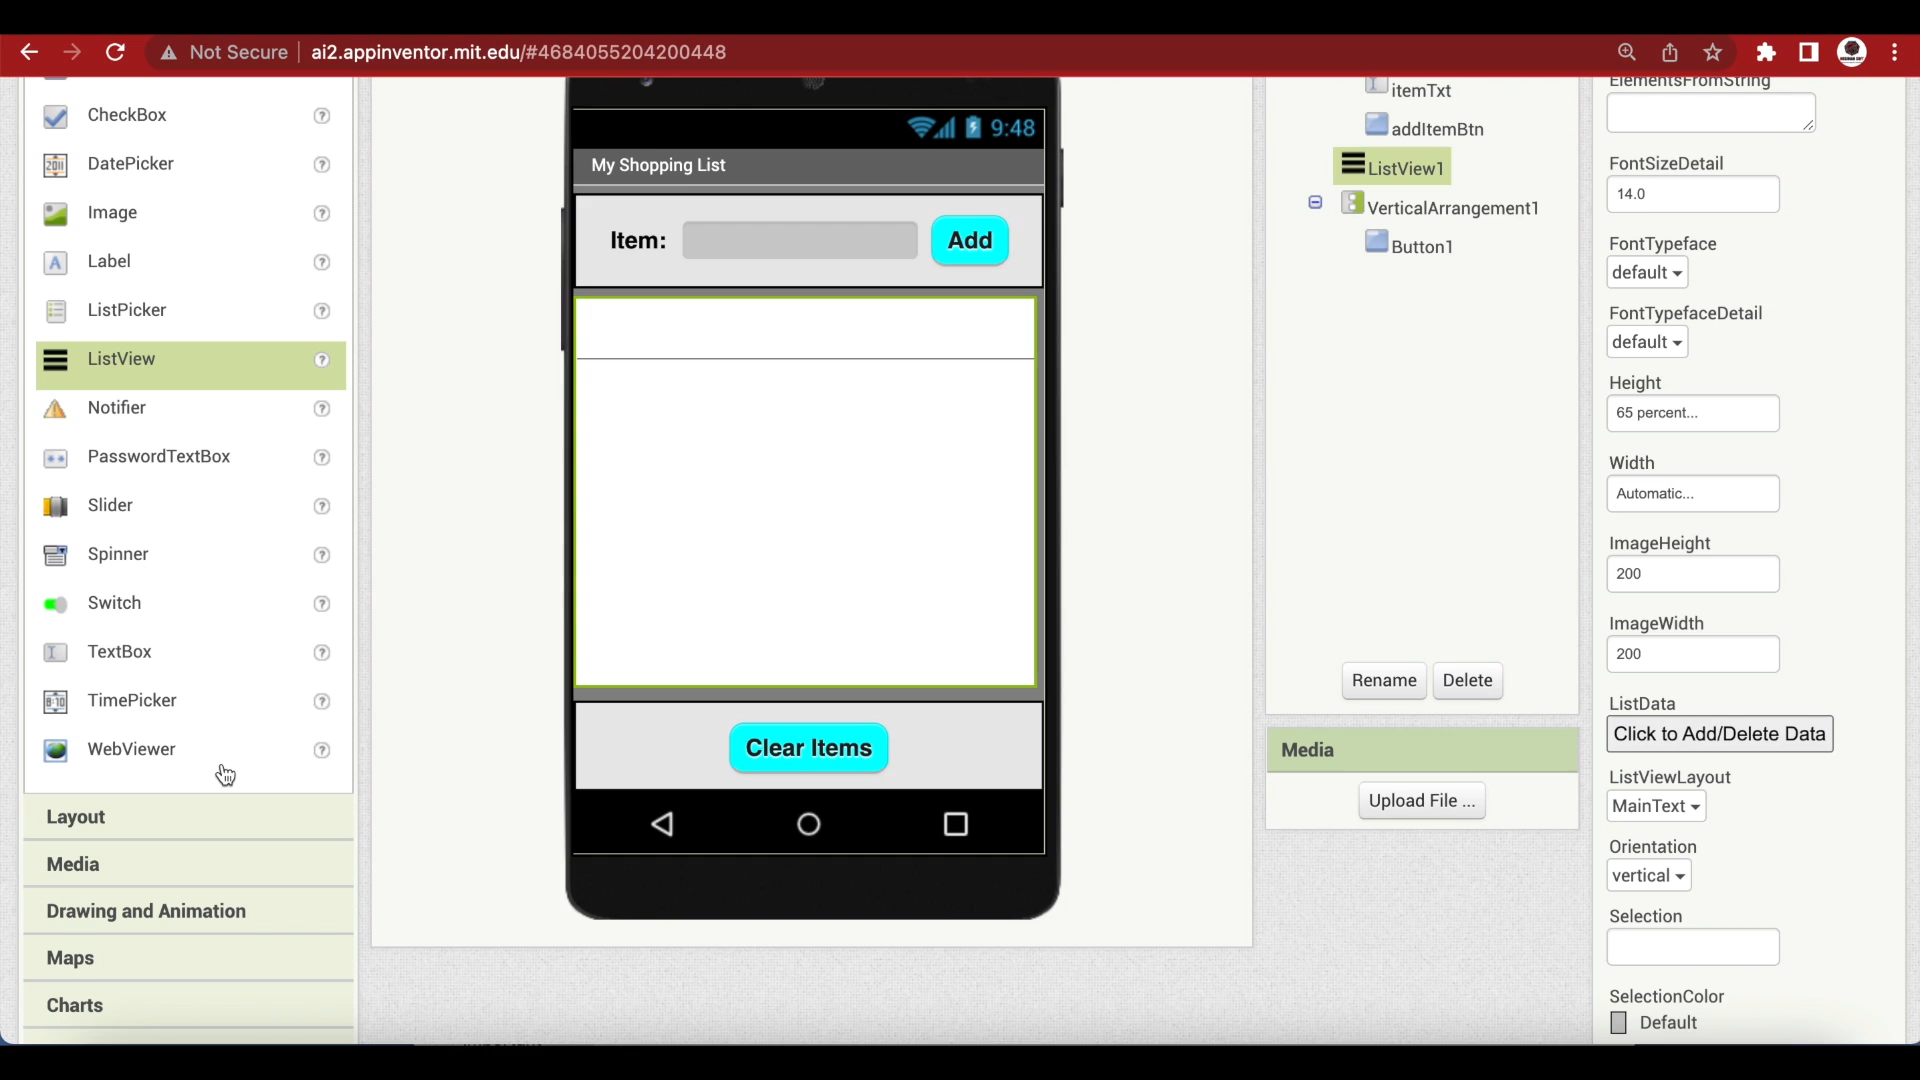 Not Secure
ai2.appinventor.mit.edu/#4684055204200448
CheckBox
DatePicker
Image
Label
ListPicker
ListView
Notifier
PasswordTextBox
Slider
Spinner
Switch
TextBox
TimePicker
WebViewer
Layout
Media
Drawing and Animation
Maps
Charts
9:48
My Shopping List
Item:
Add
Clear Items
itemTxt
addItemBtn
ListView1
VerticalArrangement1
Button1
Rename
Delete
Media
Upload File ...
ElementsFromString
FontSizeDetail
14.0
FontTypeface
default
FontTypefaceDetail
default
Height
65 percent...
Width
Automatic...
ImageHeight
200
ImageWidth
200
ListData
Click to Add/Delete Data
ListViewLayout
MainText
Orientation
vertical
Selection
SelectionColor
Default